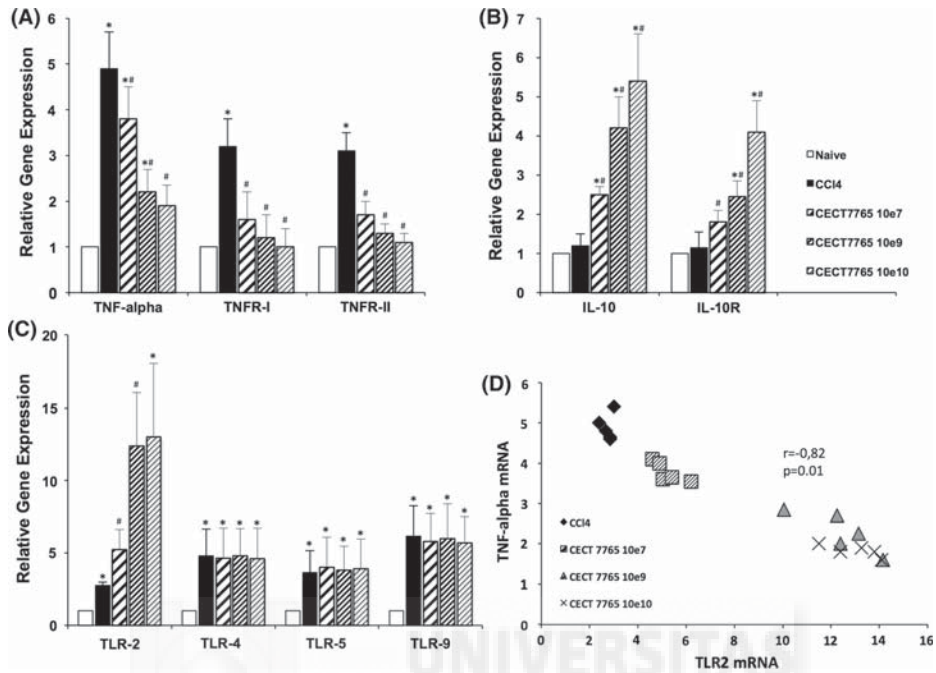 (A)
6
5
4
3
2
1
0
Relative Gene Expression
*
*#
*#
#
*
#
#
#
*
#
#
#
TNF-alpha TNFR-I TNFR-II
(B)
7
6
5
4
3
2
1
0
Relative Gene Expression
*#
*#
*#
#
*#
*#
IL-10 IL-10R
Naive
CCl4
CECT7765 10e7
CECT7765 10e9
CECT7765 10e10
(C)
20
15
10
5
0
Relative Gene Expression
*
#
#
*
*
*
*
*
*
*
*
*
*
*
*
*
TLR-2 TLR-4 TLR-5 TLR-9
(D)
6
5
4
3
2
1
0
TNF-alpha mRNA
r=-0,82
p=0.01
CCl4
CECT 7765 10e7
CECT 7765 10e9
CECT 7765 10e10
0 2 4 6 8 10 12 14 16
TLR2 mRNA
UNIVERSITAS